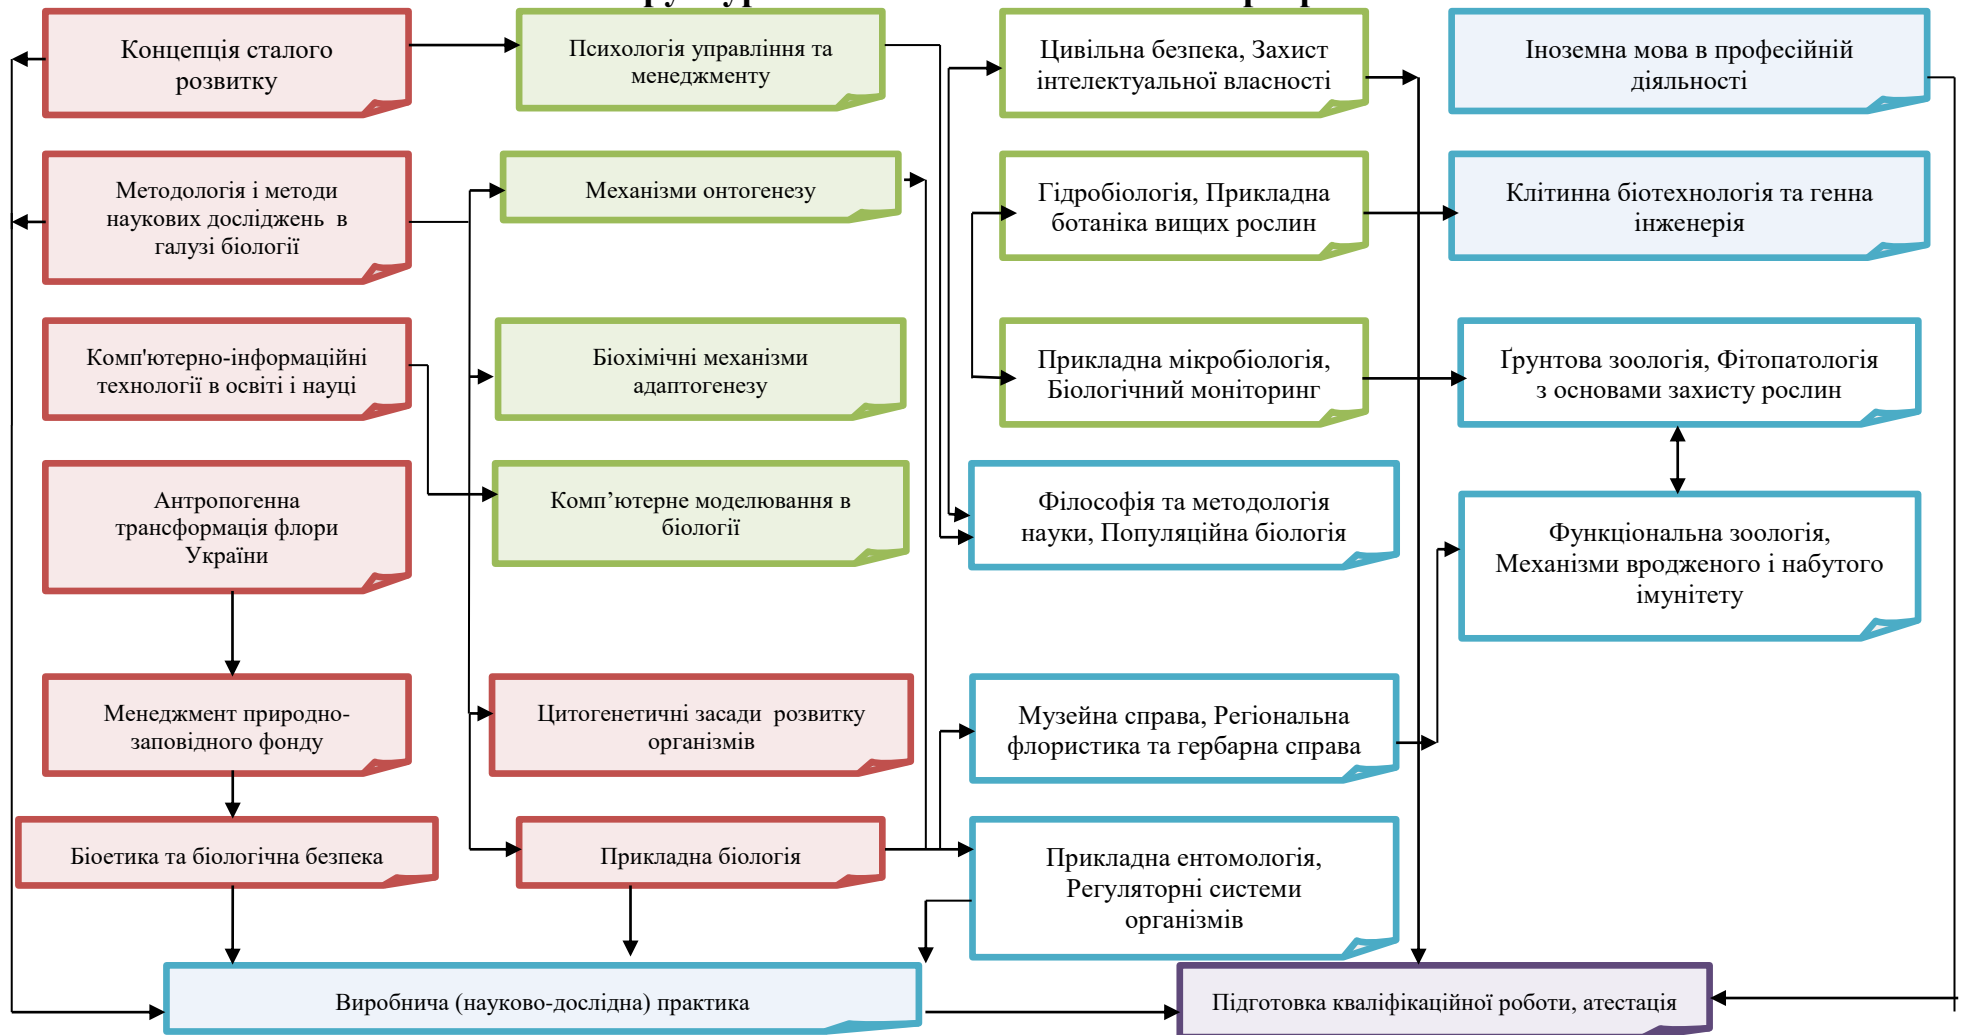 Концепція сталого
розвитку
Психологія управління та
менеджменту
Цивільна безпека, Захист
інтелектуальної власності
Іноземна мова в професійній
діяльності
Методологія і методи
наукових досліджень в
галузі біології
Механізми онтогенезу
Гідробіологія, Прикладна
ботаніка вищих рослин
Клітинна біотехнологія та генна
інженерія
Комп'ютерно-інформаційні
технології в освіті і науці
Біохімічні механізми
адаптогенезу
Прикладна мікробіологія,
Біологічний моніторинг
Ґрунтова зоологія, Фітопатологія
з основами захисту рослин
Антропогенна
трансформація флори
України
Комп’ютерне моделювання в
біології
Філософія та методологія
науки, Популяційна біологія
Функціональна зоологія,
Механізми вродженого і набутого
імунітету
Менеджмент природно-
заповідного фонду
Цитогенетичні засади розвитку
організмів
Музейна справа, Регіональна
флористика та гербарна справа
Біоетика та біологічна безпека
Прикладна біологія
Прикладна ентомологія,
Регуляторні системи
організмів
Виробнича (науково-дослідна) практика
Підготовка кваліфікаційної роботи, атестація